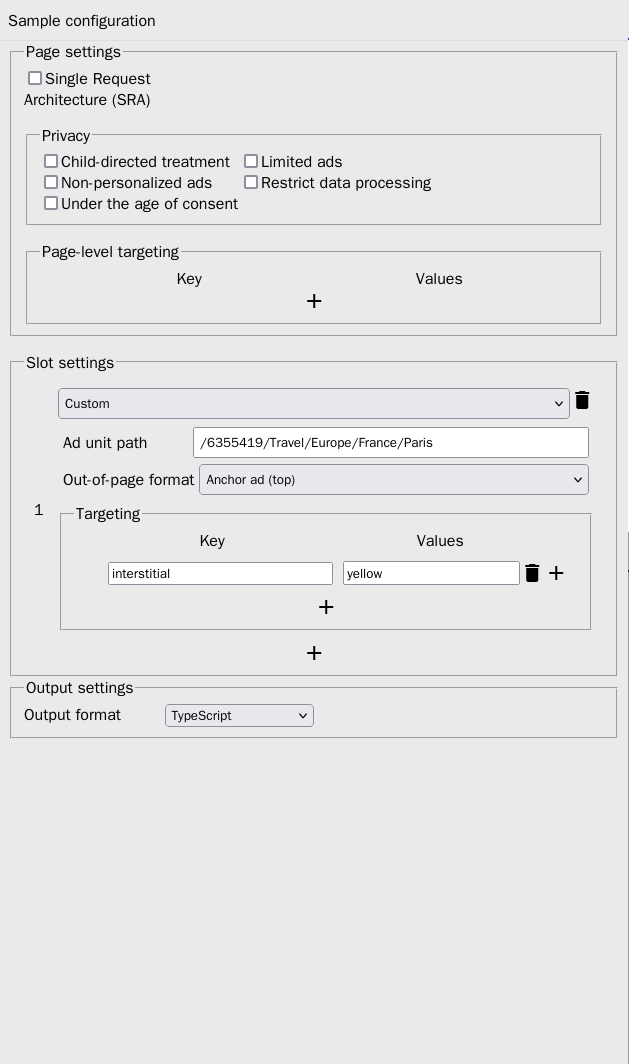 Sample configuration
Page settings
Single Request
Architecture (SRA)
Privacy
Child-directed treatment Limited ads
Non-personalized ads Restrict data processing
Under the age of consent
Page-level targeting
Key Values
+
Slot settings
Custom
Ad unit path /6355419/Travel/Europe/France/Paris
Out-of-page format Anchor ad (top)
1
Targeting
Key Values
interstitial yellow +
+
+
Output settings
Output format TypeScript